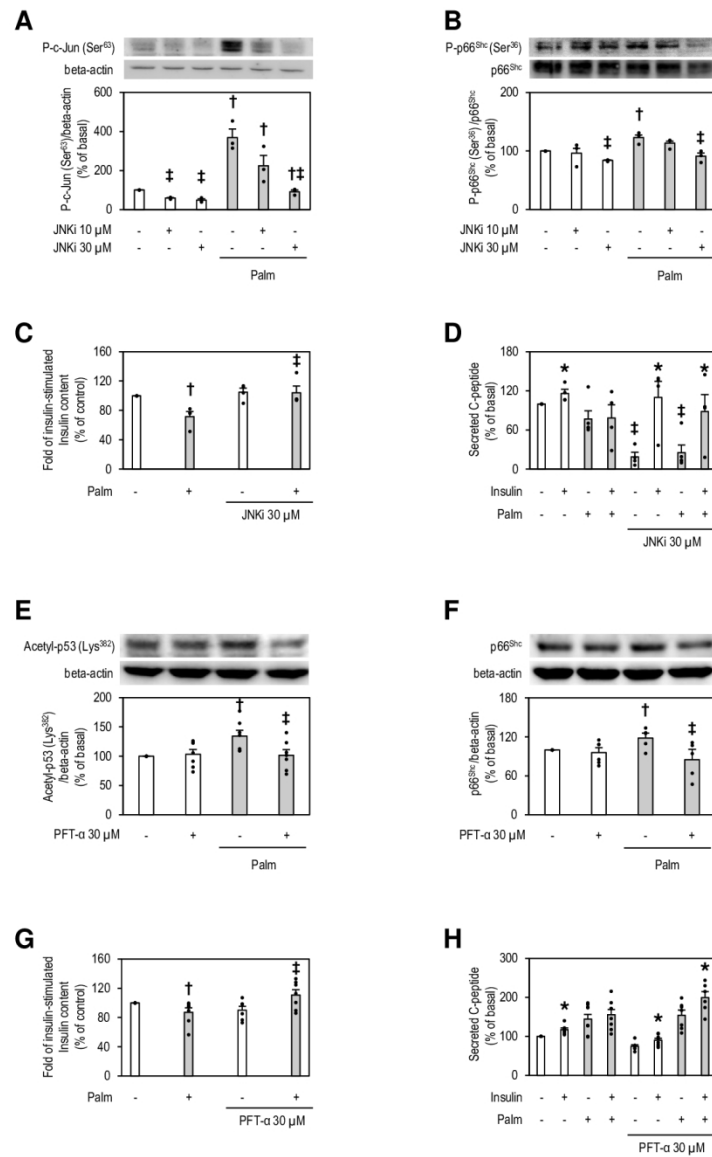 A
P-c-Jun (Ser63)
beta-actin
P-c-Jun (Ser63)/beta-actin
(% of basal)
600
400
200
0
† † †‡
‡ ‡
JNKi 10 µM - + - - + -
JNKi 30 µM - - + - - +
Palm
B
P-p66Shc (Ser36)
p66Shc
P-p66Shc (Ser36)/p66Shc
(% of basal)
200
100
0
‡ † ‡
JNKi 10 µM - + - - + -
JNKi 30 µM - - + - - +
Palm
C
Fold of insulin-stimulated
Insulin content
(% of control)
160
120
80
40
0
† ‡
Palm - + - +
JNKi 30 µM
D
Secreted C-peptide
(% of basal)
180
120
60
0
* ‡ * ‡ *
Insulin - + - + - + - +
Palm - - + + - - + +
JNKi 30 µM
E
Acetyl-p53 (Lys382)
beta-actin
Acetyl-p53 (Lys382)
/beta-actin
(% of basal)
200
150
100
50
0
† ‡
PFT-α 30 µM - + - +
Palm
F
p66Shc
beta-actin
p66Shc/beta-actin
(% of basal)
180
120
60
0
† ‡
PFT-α 30 µM - + - +
Palm
G
Fold of insulin-stimulated
Insulin content
(% of control)
160
120
80
40
0
† ‡
Palm - + - +
PFT-α 30 µM
H
Secreted C-peptide
(% of basal)
300
200
100
0
* * *
Insulin - + - + - + - +
Palm - - + + - - + +
PFT-α 30 µM